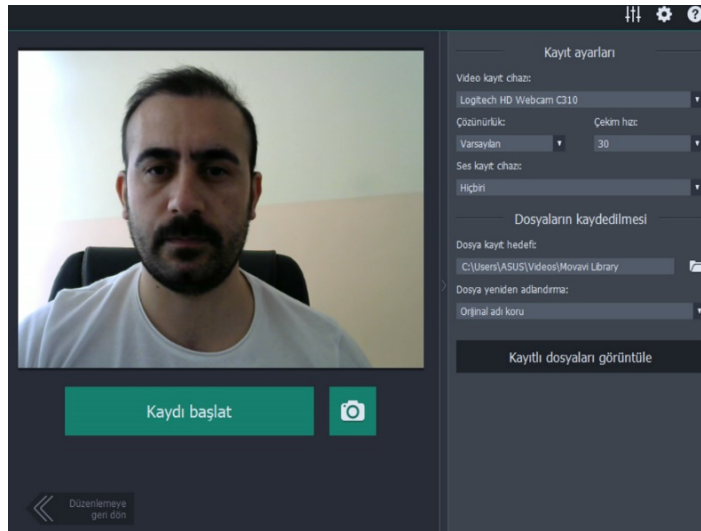 Kayıt ayarları
Video kayıt cihazı:
Logitech HD Webcam C310
Çözünürlük: Çekim hızı:
Varsayılan 30
Ses kayıt cihazı:
Hiçbiri
Dosyaların kaydedilmesi
Dosya kayıt hedefi:
C:\Users\ASUS\Videos\Movavi Library
Dosya yeniden adlandırma:
Orijinal adı koru
Kayıtlı dosyaları görüntüle
Kaydı başlat
Düzenlemeye
geri dön